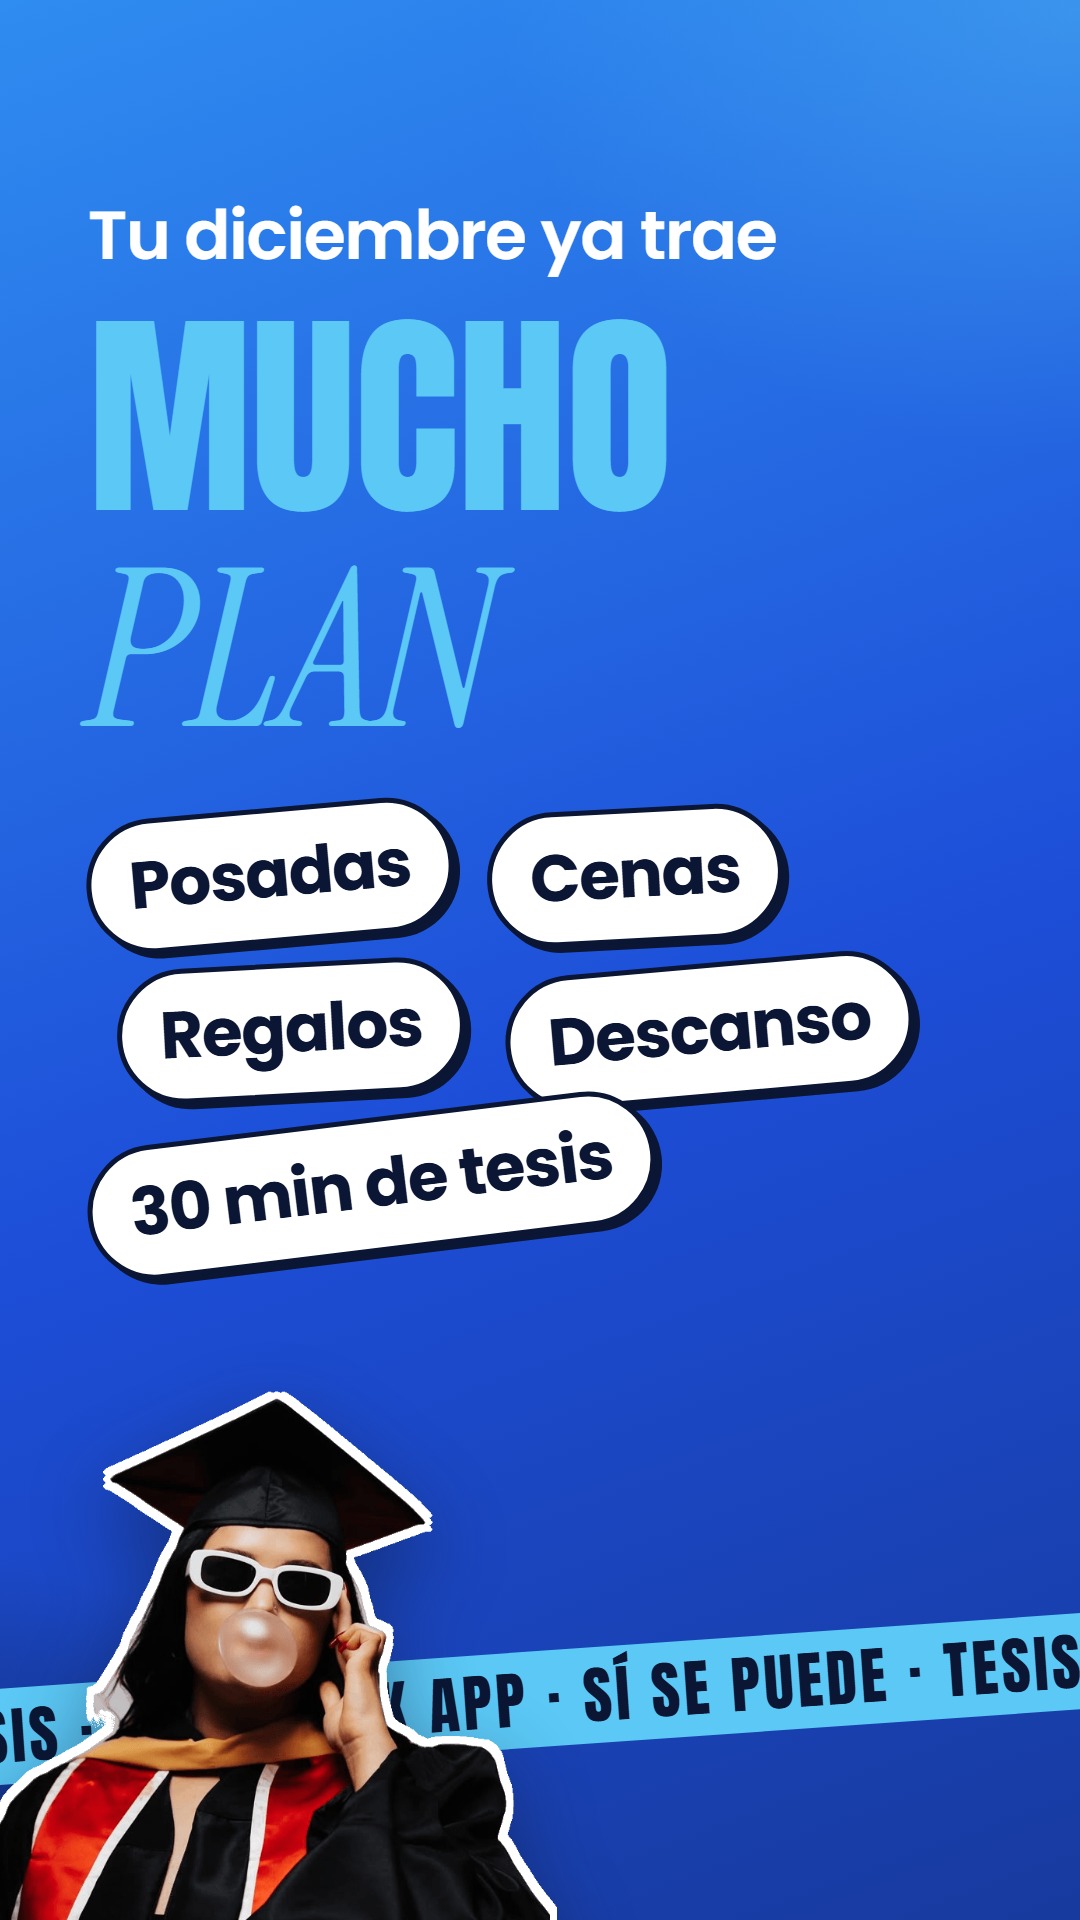 Tu diciembre ya trae
MUCHO
PLAN
Posadas
Cenas
Regalos
Descanso
30 min de tesis
APP · SÍ SE PUEDE · TESIS